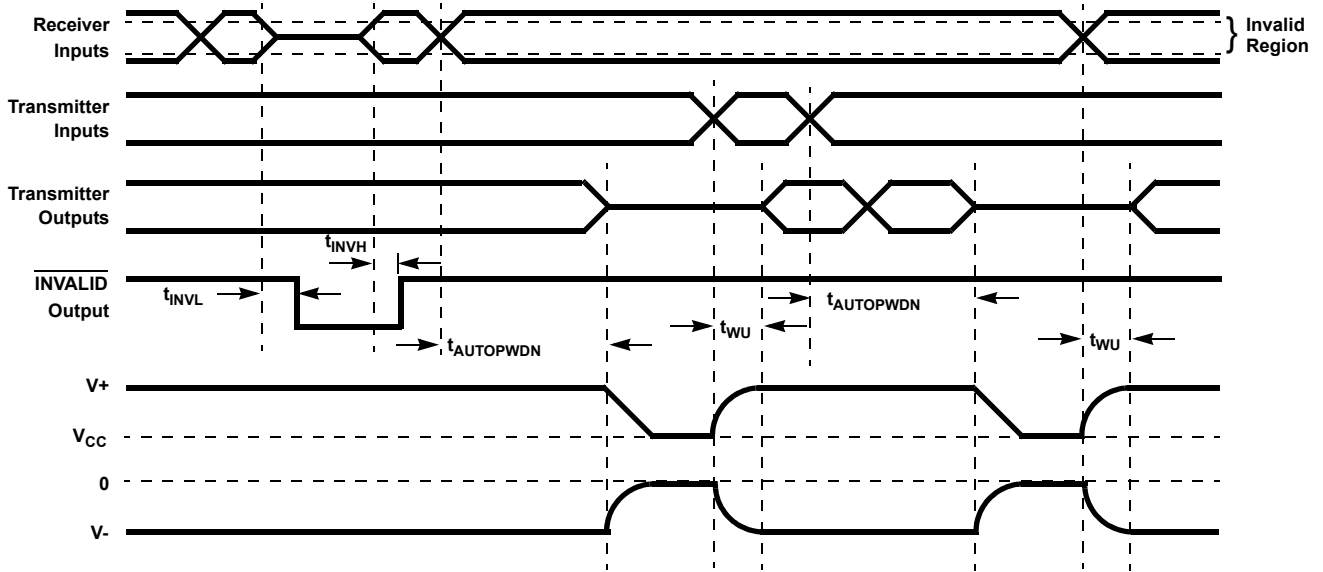 Receiver
Inputs
} Invalid
Region
Transmitter
Inputs
Transmitter
Outputs
tINVH
INVALID
Output
tINVL
tAUTOPWDN
tWU
tAUTOPWDN
tWU
V+
VCC
0
V-